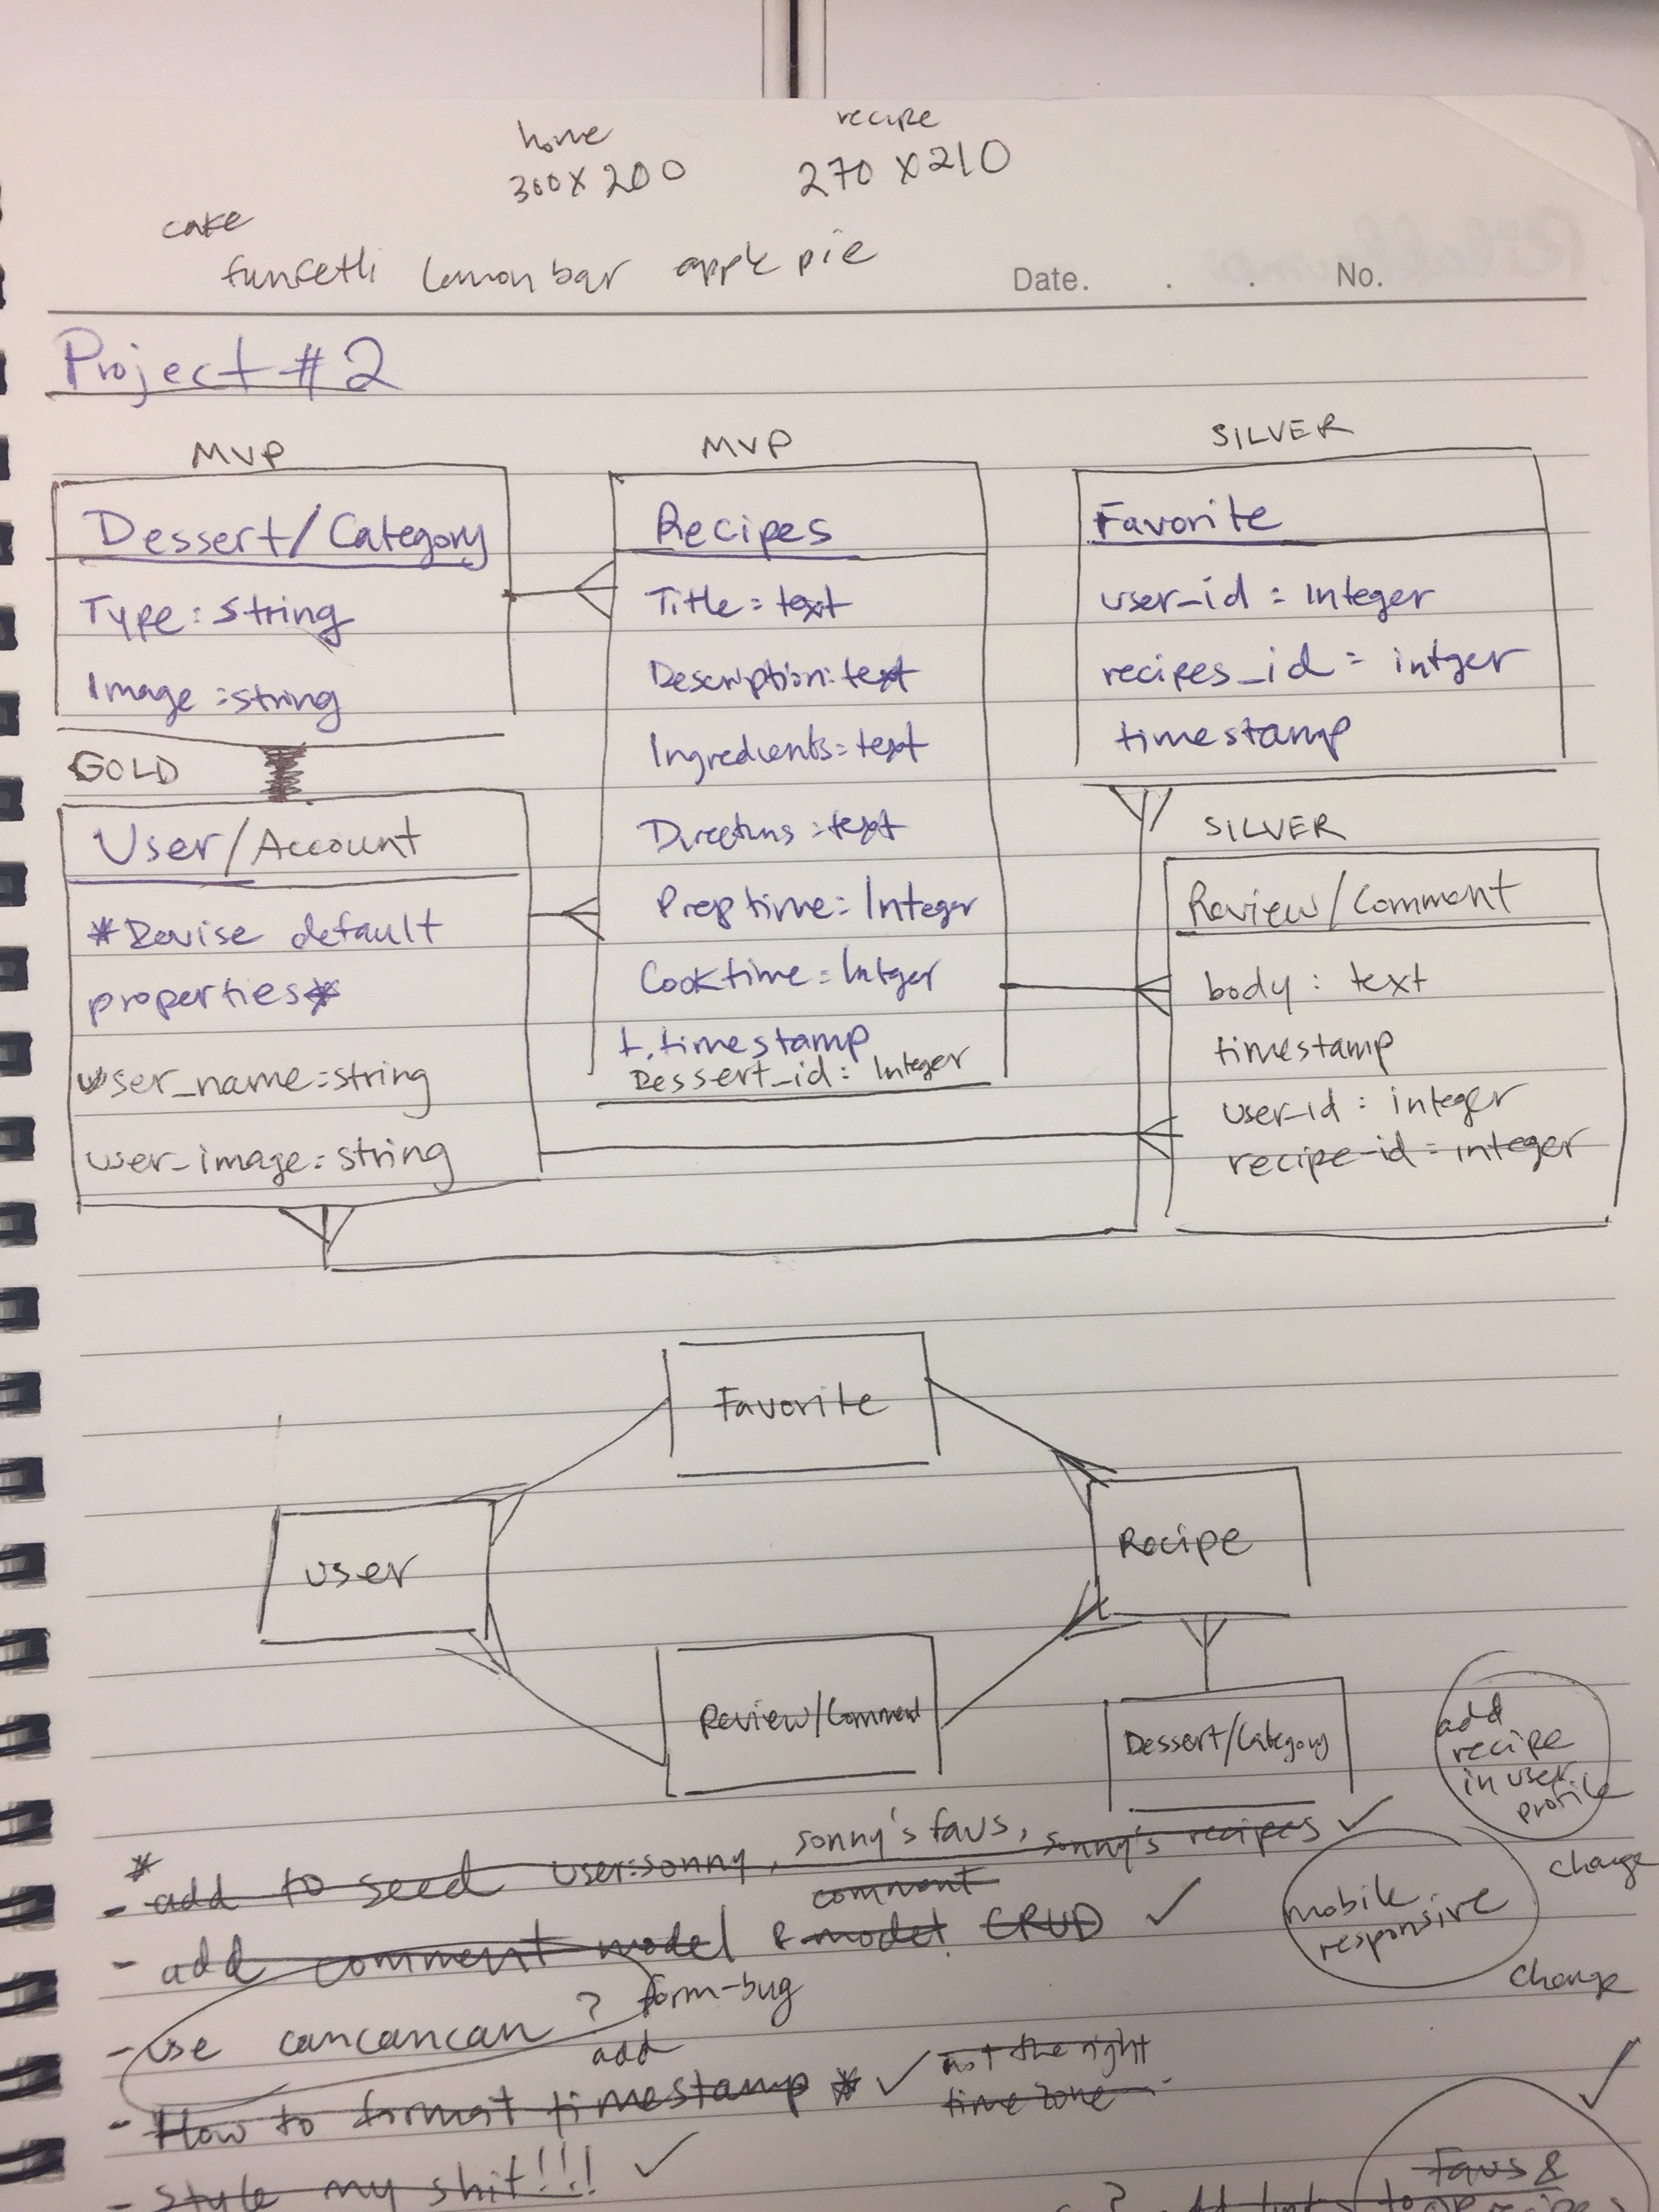 home
recipe
300 x 200
270 x 210
cake
funfetti lemon bar apple pie
Date. . . No.
Project #2
MVP
Dessert/Category
Type: string
Image: string
MVP
Recipes
Title = text
Description: text
Ingredients = text
Directions = text
Prep time = Integer
Cook time = Integer
t.timestamp
Dessert_id: Integer
SILVER
Favorite
user_id = Integer
recipes_id = intger
timestamp
GOLD
User/Account
*Devise default
properties*
user_name = string
user_image = string
SILVER
Review/Comment
body: text
timestamp
user_id: integer
recipe-id = integer
Favorite
User
Recipe
Review/Comment
Dessert/Category
add
recipe
in user
profile
change
mobile
responsive
change
* - add to seed user:sonny, sonny's favs, sonny's recipes ✓
comment
- add comment model & model CRUD ✓
- use cancancan ? form-bug
add
- How to format timestamp * ✓ not the right
time zone
- Style my shit!!! ✓
Favs &